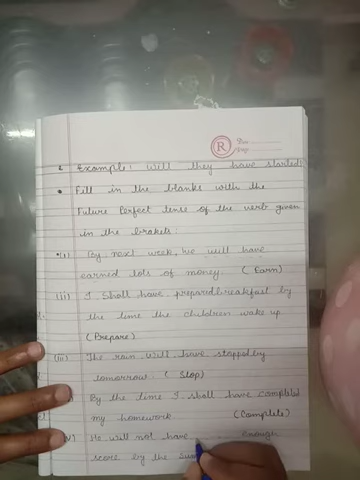 R
Example: Will they have started
Fill in the blanks with the
Future Perfect tense of the verb given
in the brakets:
(i) By next week, we will have
earned lots of money. (Earn)
(ii) I Shall have prepared breakfast by
the time the children wake up
(Prepare)
(iii) The rain will have stopped by
tomorrow. (Stop)
By the time I shall have completed
my homework (Complete)
He will not have enough
score by the